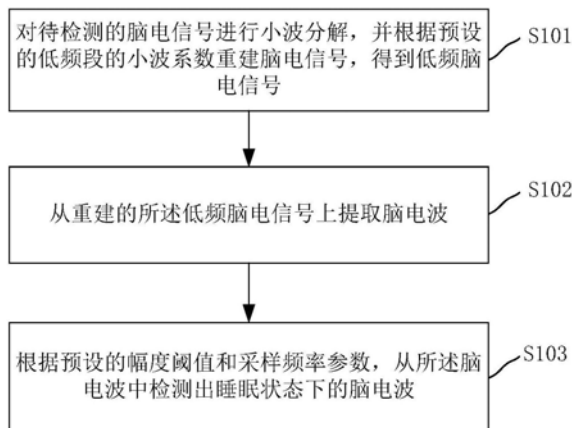 对待检测的脑电信号进行小波分解，并根据预设
的低频段的小波系数重建脑电信号，得到低频脑
电信号
S101
从重建的所述低频脑电信号上提取脑电波
S102
根据预设的幅度阈值和采样频率参数，从所述脑
电波中检测出睡眠状态下的脑电波
S103